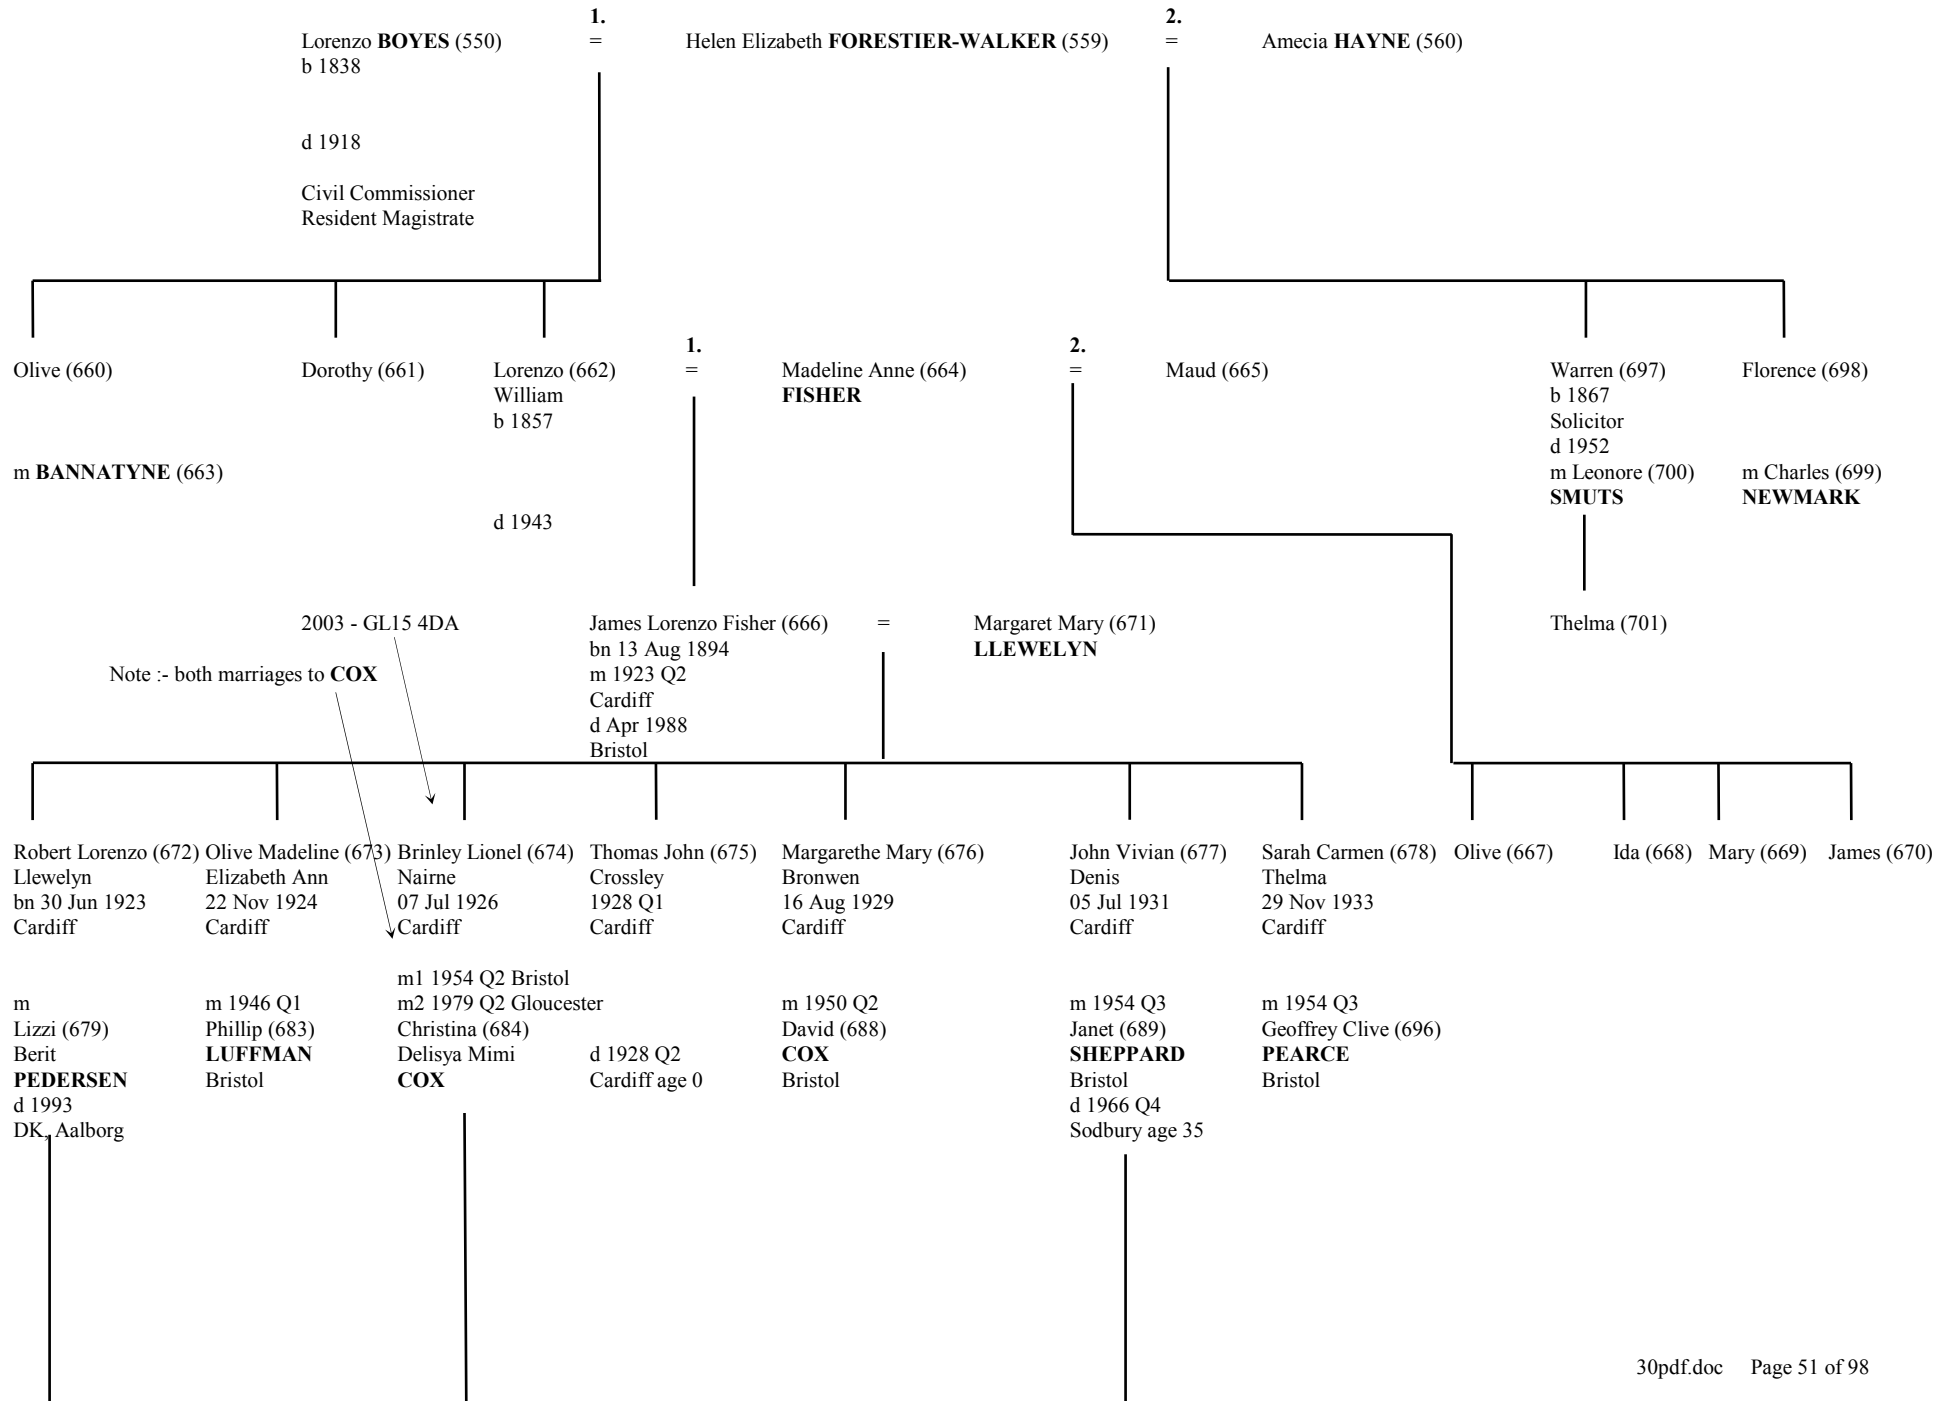 1. 2.
Lorenzo BOYES (550) = Helen Elizabeth FORESTIER-WALKER (559) = Amecia HAYNE (560)
b 1838
d 1918
Civil Commissioner
Resident Magistrate
1. 2.
Olive (660) Dorothy (661) Lorenzo (662) = Madeline Anne (664) = Maud (665) Warren (697) Florence (698)
William FISHER b 1867
b 1857 Solicitor
d 1952
m BANNATYNE (663) m Leonore (700) m Charles (699)
SMUTS NEWMARK
d 1943
2003 - GL15 4DA James Lorenzo Fisher (666) = Margaret Mary (671) Thelma (701)
bn 13 Aug 1894 LLEWELYN
Note :- both marriages to COX m 1923 Q2
Cardiff
d Apr 1988
Bristol
Robert Lorenzo (672) Olive Madeline (673) Brinley Lionel (674) Thomas John (675) Margarethe Mary (676) John Vivian (677) Sarah Carmen (678) Olive (667) Ida (668) Mary (669) James (670)
Llewelyn Elizabeth Ann Nairne Crossley Bronwen Denis Thelma
bn 30 Jun 1923 22 Nov 1924 07 Jul 1926 1928 Q1 16 Aug 1929 05 Jul 1931 29 Nov 1933
Cardiff Cardiff Cardiff Cardiff Cardiff Cardiff Cardiff
m1 1954 Q2 Bristol
m m 1946 Q1 m2 1979 Q2 Gloucester m 1950 Q2 m 1954 Q3 m 1954 Q3
Lizzi (679) Phillip (683) Christina (684) David (688) Janet (689) Geoffrey Clive (696)
Berit LUFFMAN Delisya Mimi d 1928 Q2 COX SHEPPARD PEARCE
PEDERSEN Bristol COX Cardiff age 0 Bristol Bristol Bristol
d 1993 d 1966 Q4
DK, Aalborg Sodbury age 35
30pdf.doc Page 51 of 98